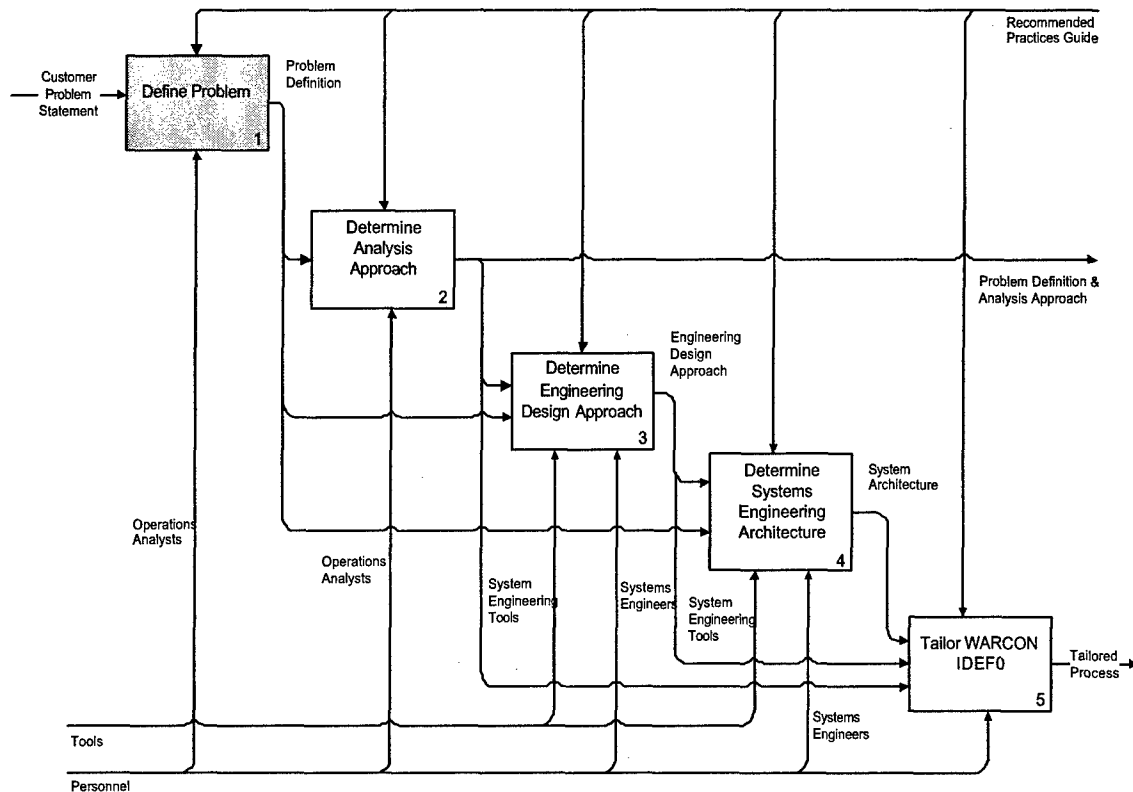 Recommended
Practices Guide
Customer
Problem
Statement
Define Problem
1
Problem
Definition
Determine
Analysis
Approach
2
Problem Definition &
Analysis Approach
Determine
Engineering
Design Approach
3
Engineering
Design
Approach
Determine
Systems
Engineering
Architecture
4
System
Architecture
Operations
Analysts
Operations
Analysts
System
Engineering
Tools
Systems
Engineers
System
Engineering
Tools
Tailor WARCON
IDEF0
5
Tailored
Process
Systems
Engineers
Tools
Personnel